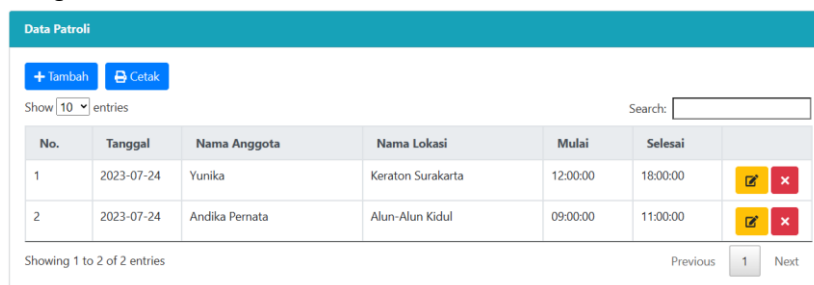 Data Patroli
Tambah Cetak
Show 10 entries Search:
No. Tanggal Nama Anggota Nama Lokasi Mulai Selesai
1 2023-07-24 Yunika Keraton Surakarta 12:00:00 18:00:00
2 2023-07-24 Andika Pernata Alun-Alun Kidul 09:00:00 11:00:00
Showing 1 to 2 of 2 entries Previous 1 Next